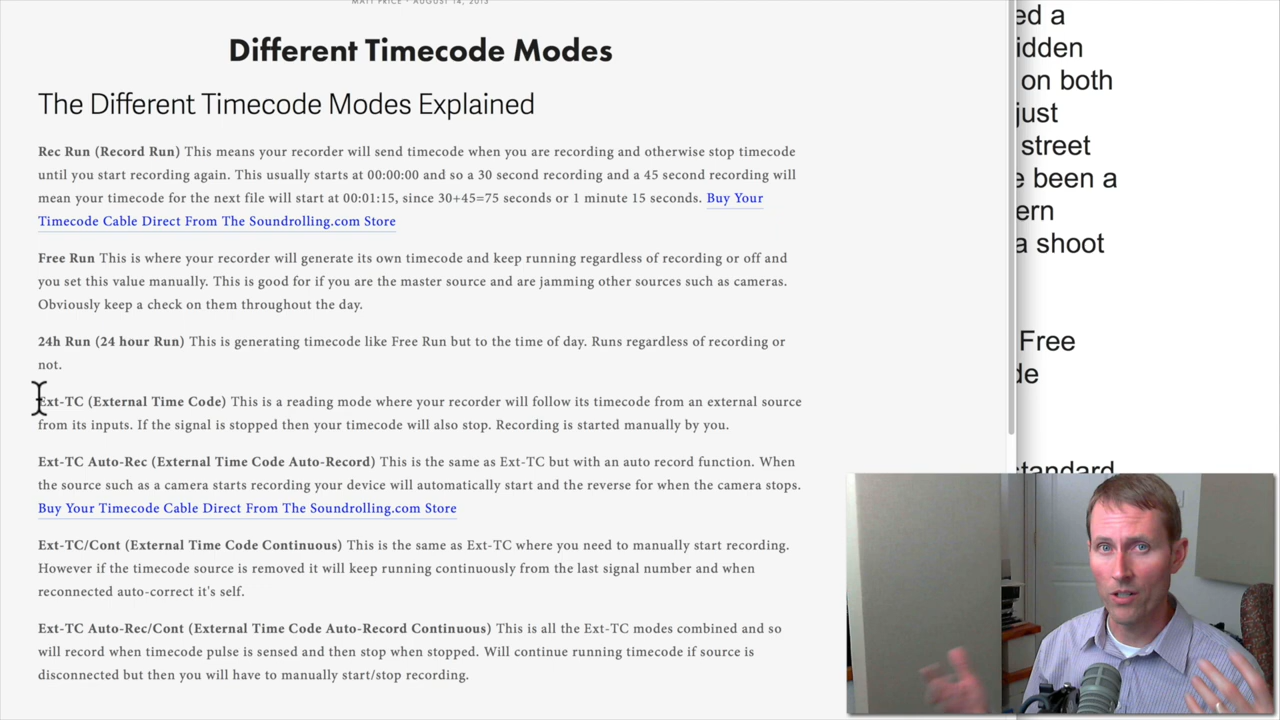 MATT PRICE · AUGUST 14, 2013
Different Timecode Modes
The Different Timecode Modes Explained
Rec Run (Record Run) This means your recorder will send timecode when you are recording and otherwise stop timecode
until you start recording again. This usually starts at 00:00:00 and so a 30 second recording and a 45 second recording will
mean your timecode for the next file will start at 00:01:15, since 30+45=75 seconds or 1 minute 15 seconds. Buy Your
Timecode Cable Direct From The Soundrolling.com Store
Free Run This is where your recorder will generate its own timecode and keep running regardless of recording or off and
you set this value manually. This is good for if you are the master source and are jamming other sources such as cameras.
Obviously keep a check on them throughout the day.
24h Run (24 hour Run) This is generating timecode like Free Run but to the time of day. Runs regardless of recording or
not.
Ext-TC (External Time Code) This is a reading mode where your recorder will follow its timecode from an external source
from its inputs. If the signal is stopped then your timecode will also stop. Recording is started manually by you.
Ext-TC Auto-Rec (External Time Code Auto-Record) This is the same as Ext-TC but with an auto record function. When
the source such as a camera starts recording your device will automatically start and the reverse for when the camera stops.
Buy Your Timecode Cable Direct From The Soundrolling.com Store
Ext-TC/Cont (External Time Code Continuous) This is the same as Ext-TC where you need to manually start recording.
However if the timecode source is removed it will keep running continuously from the last signal number and when
reconnected auto-correct it's self.
Ext-TC Auto-Rec/Cont (External Time Code Auto-Record Continuous) This is all the Ext-TC modes combined and so
will record when timecode pulse is sensed and then stop when stopped. Will continue running timecode if source is
disconnected but then you will have to manually start/stop recording.
ed a
idden
on both
just
street
e been a
ern
a shoot
Free
de
standard